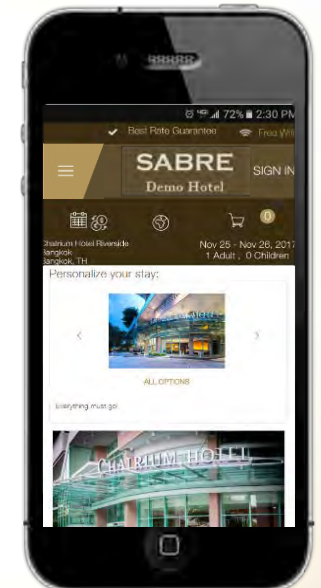 72% 2:30 PM
✓ Best Rate Guarantee Free Wifi
SABRE
Demo Hotel
SIGN IN
0
Chatrium Hotel Riverside
Bangkok
Bangkok, TH
Nov 25 - Nov 26, 2017
1 Adult , 0 Children
Personalize your stay:
ALL OPTIONS
Everything must go!
CHATRIUM HOTEL